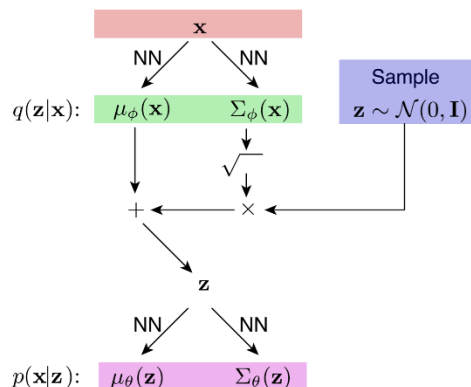 x
NN NN
Sample
q(z|x): μ_ϕ(x) Σ_ϕ(x) z ∼ 𝒩(0, I)
√
+ ×
z
NN NN
p(x|z): μ_θ(z) Σ_θ(z)